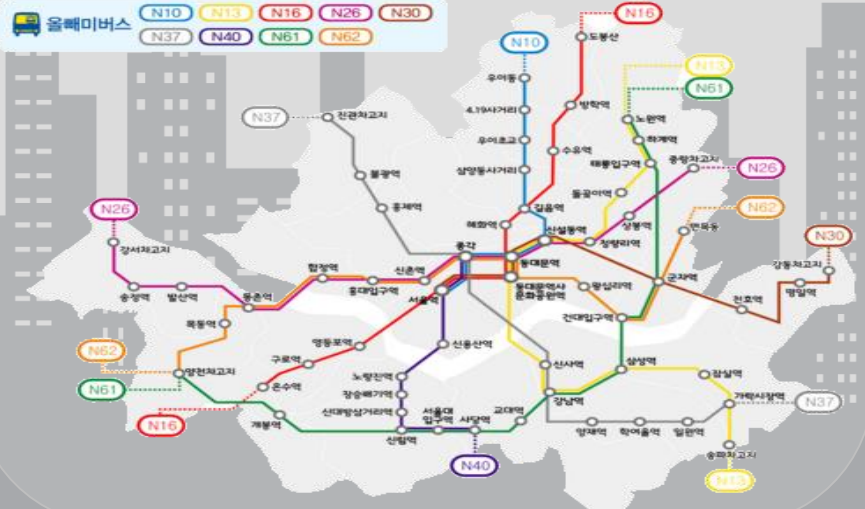 올빼미버스
N10 N13 N16 N26 N30
N37 N40 N61 N62
N16
도봉산
N10
우이동
N13
N61
4.19사거리
방학역
N37
진관차고지
노원역
우이초교
하계역
수유역
태릉입구역
중랑차고지
N26
삼양동사거리
불광역
돌곶이역
홍제역
길음역
상봉역
N62
면목동
N26
혜화역
신설동역
청량리역
N30
강서차고지
종각
동대문역
강동차고지
합정역
신촌역
군자역
송정역
발산역
홍대입구역
동대문역사
문화공원역
왕십리역
명일역
등촌역
서울역
천호역
목동역
건대입구역
영등포역
신용산역
N62
구로역
신사역
삼성역
잠실역
양천차고지
온수역
노량진역
N61
장승배기역
강남역
가락시장역
N37
신대방삼거리역
서울대
입구역
사당역
교대역
N16
개봉역
신림역
양재역
학여울역
일원역
송파차고지
N40
N13